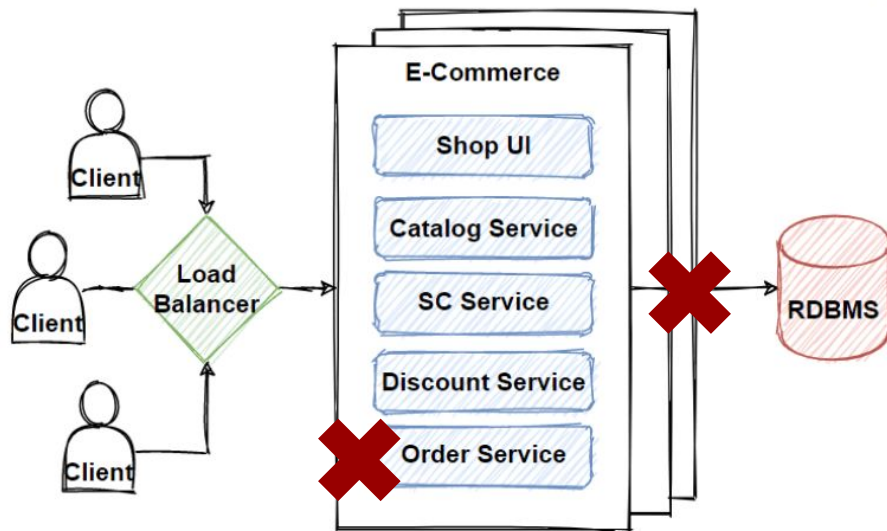 E-Commerce
Shop UI
Client
Catalog Service
Load
Balancer
SC Service
RDBMS
Client
Discount Service
Order Service
Client